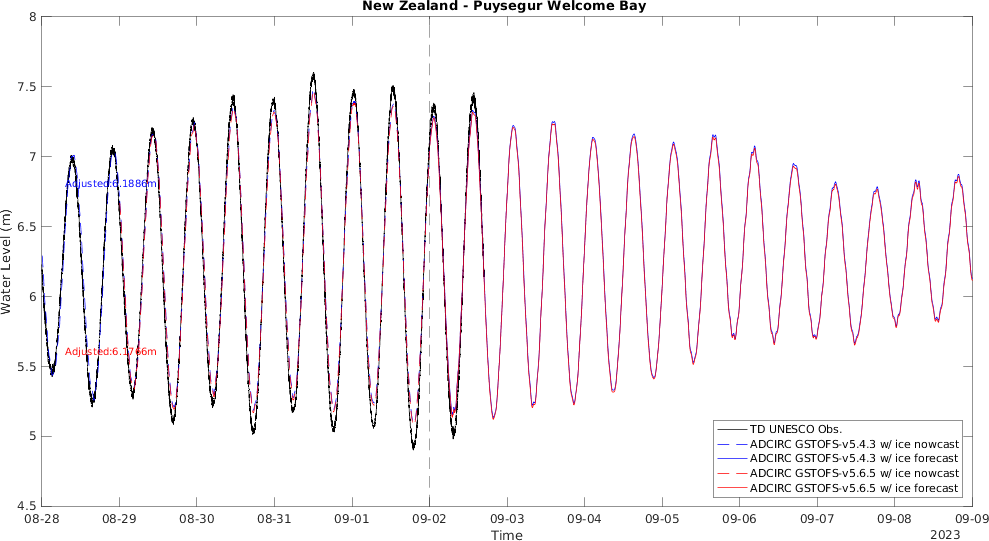 New Zealand - Puysegur Welcome Bay
8
7.5
7
6.5
6
5.5
5
4.5
Water Level (m)
Adjusted:6.1886m
Adjusted:6.1766m
TD UNESCO Obs.
ADCIRC GSTOFS-v5.4.3 w/ ice nowcast
ADCIRC GSTOFS-v5.4.3 w/ ice forecast
ADCIRC GSTOFS-v5.6.5 w/ ice nowcast
ADCIRC GSTOFS-v5.6.5 w/ ice forecast
08-28 08-29 08-30 08-31 09-01 09-02 09-03 09-04 09-05 09-06 09-07 09-08 09-09
Time
2023